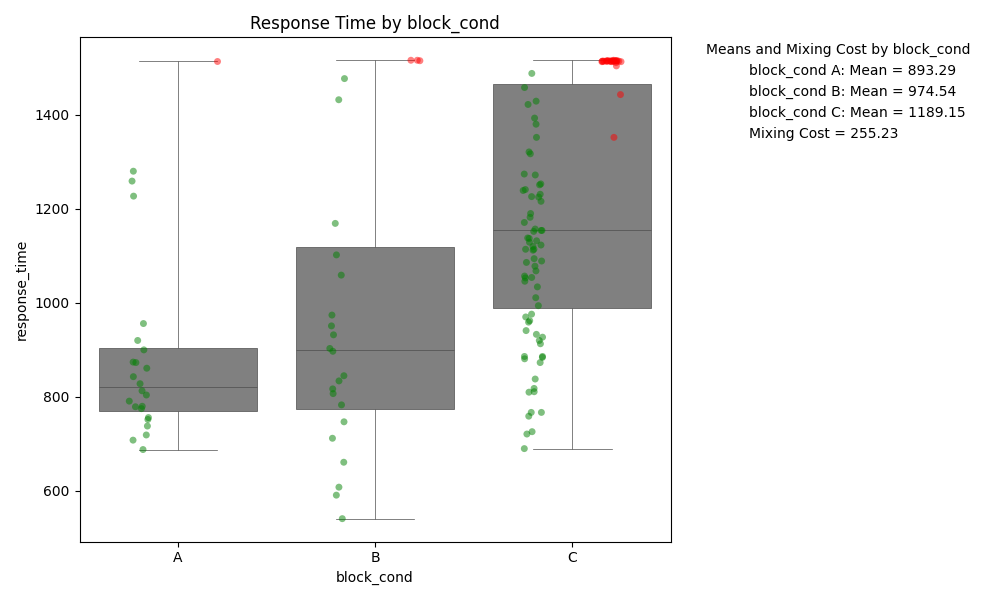 Response Time by block_cond
Means and Mixing Cost by block_cond
block_cond A: Mean = 893.29
block_cond B: Mean = 974.54
block_cond C: Mean = 1189.15
Mixing Cost = 255.23
response_time
1400
1200
1000
800
600
A
B
C
block_cond